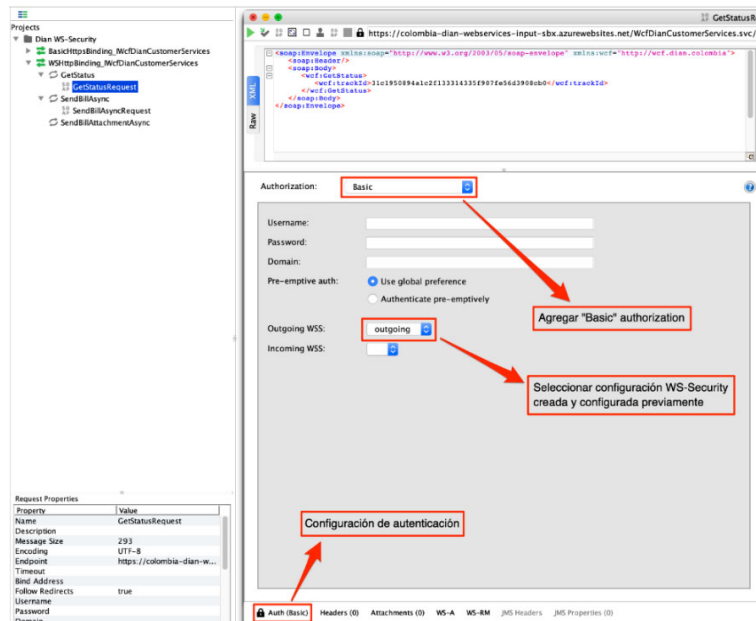 Projects
Dian WS-Security
BasicHttpsBinding_IWcfDianCustomerServices
WSHttpBinding_IWcfDianCustomerServices
GetStatus
GetStatusRequest
SendBillAsync
SendBillAsyncRequest
SendBillAttachmentAsync
Request Properties
Property Value
Name GetStatusRequest
Description
Message Size 293
Encoding UTF-8
Endpoint https://colombia-dian-w...
Timeout
Bind Address
Follow Redirects true
Username
Password
Domain
GetStatusRe
https://colombia-dian-webservices-input-sbx.azurewebsites.net/WcfDianCustomerServices.svc/
XML
Raw
<soap:Envelope xmlns:soap="http://www.w3.org/2003/05/soap-envelope" xmlns:wcf="http://wcf.dian.colombia">
<soap:Header/>
<soap:Body>
<wcf:GetStatus>
<wcf:trackId>31c1950894a1c2f133314335f907fe56d3908cb0</wcf:trackId>
</wcf:GetStatus>
</soap:Body>
</soap:Envelope>
Authorization: Basic
Username:
Password:
Domain:
Pre-emptive auth: Use global preference
Authenticate pre-emptively
Agregar "Basic" authorization
Outgoing WSS: outgoing
Incoming WSS:
Seleccionar configuración WS-Security
creada y configurada previamente
Configuración de autenticación
Auth (Basic) Headers (0) Attachments (0) WS-A WS-RM JMS Headers JMS Properties (0)